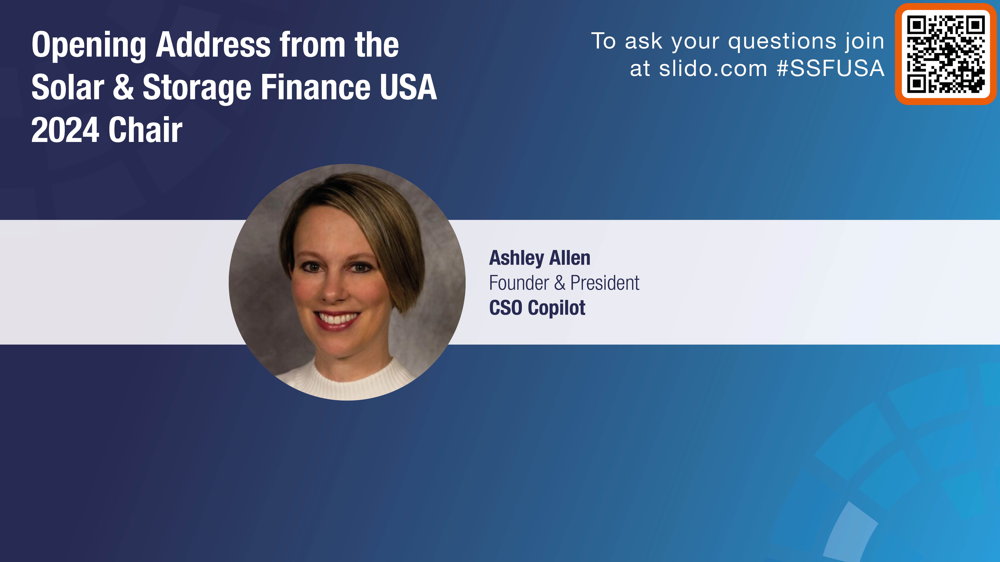 Opening Address from the
Solar & Storage Finance USA
2024 Chair
To ask your questions join
at slido.com #SSFUSA
Ashley Allen
Founder & President
CSO Copilot